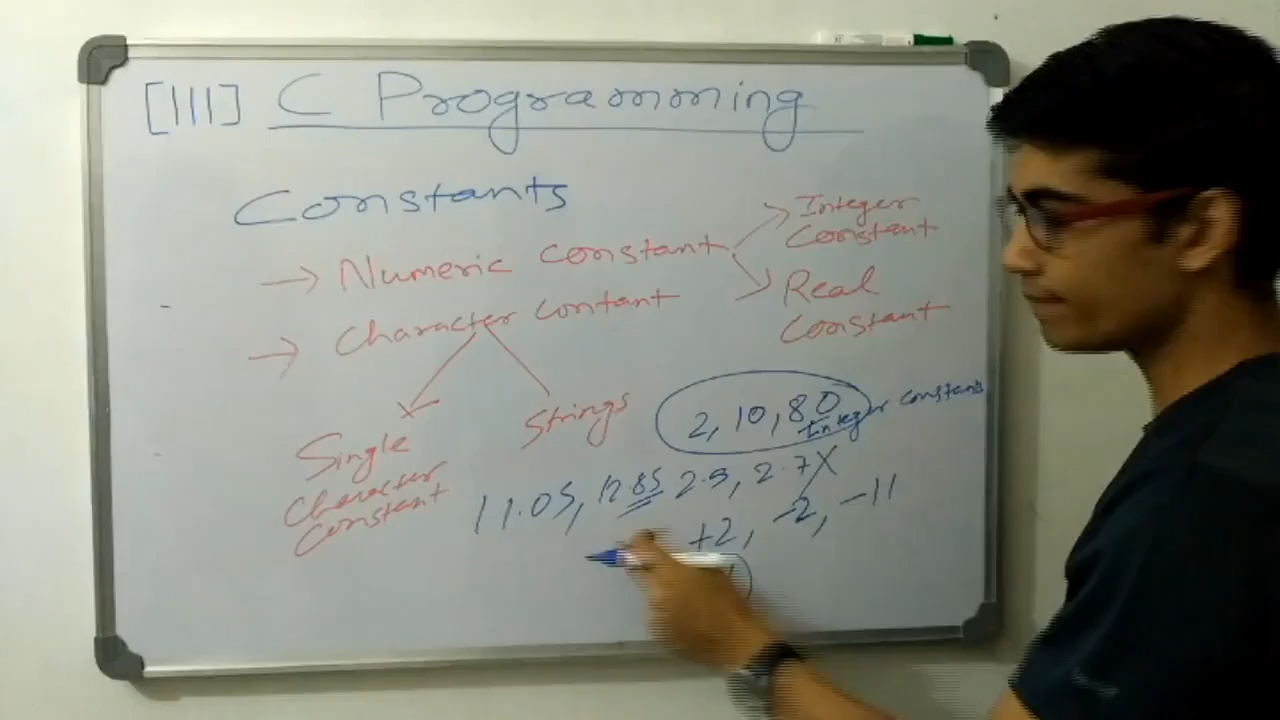 [III] C Programming
Constants
→ Numeric constant
Integer
Constant
Real
Constant
→ Character contant
Single
Character
Constant
Strings
2, 10, 80
Integer constants
11.05, 12.85 2.9, 2.7 X
+2, -2, -11